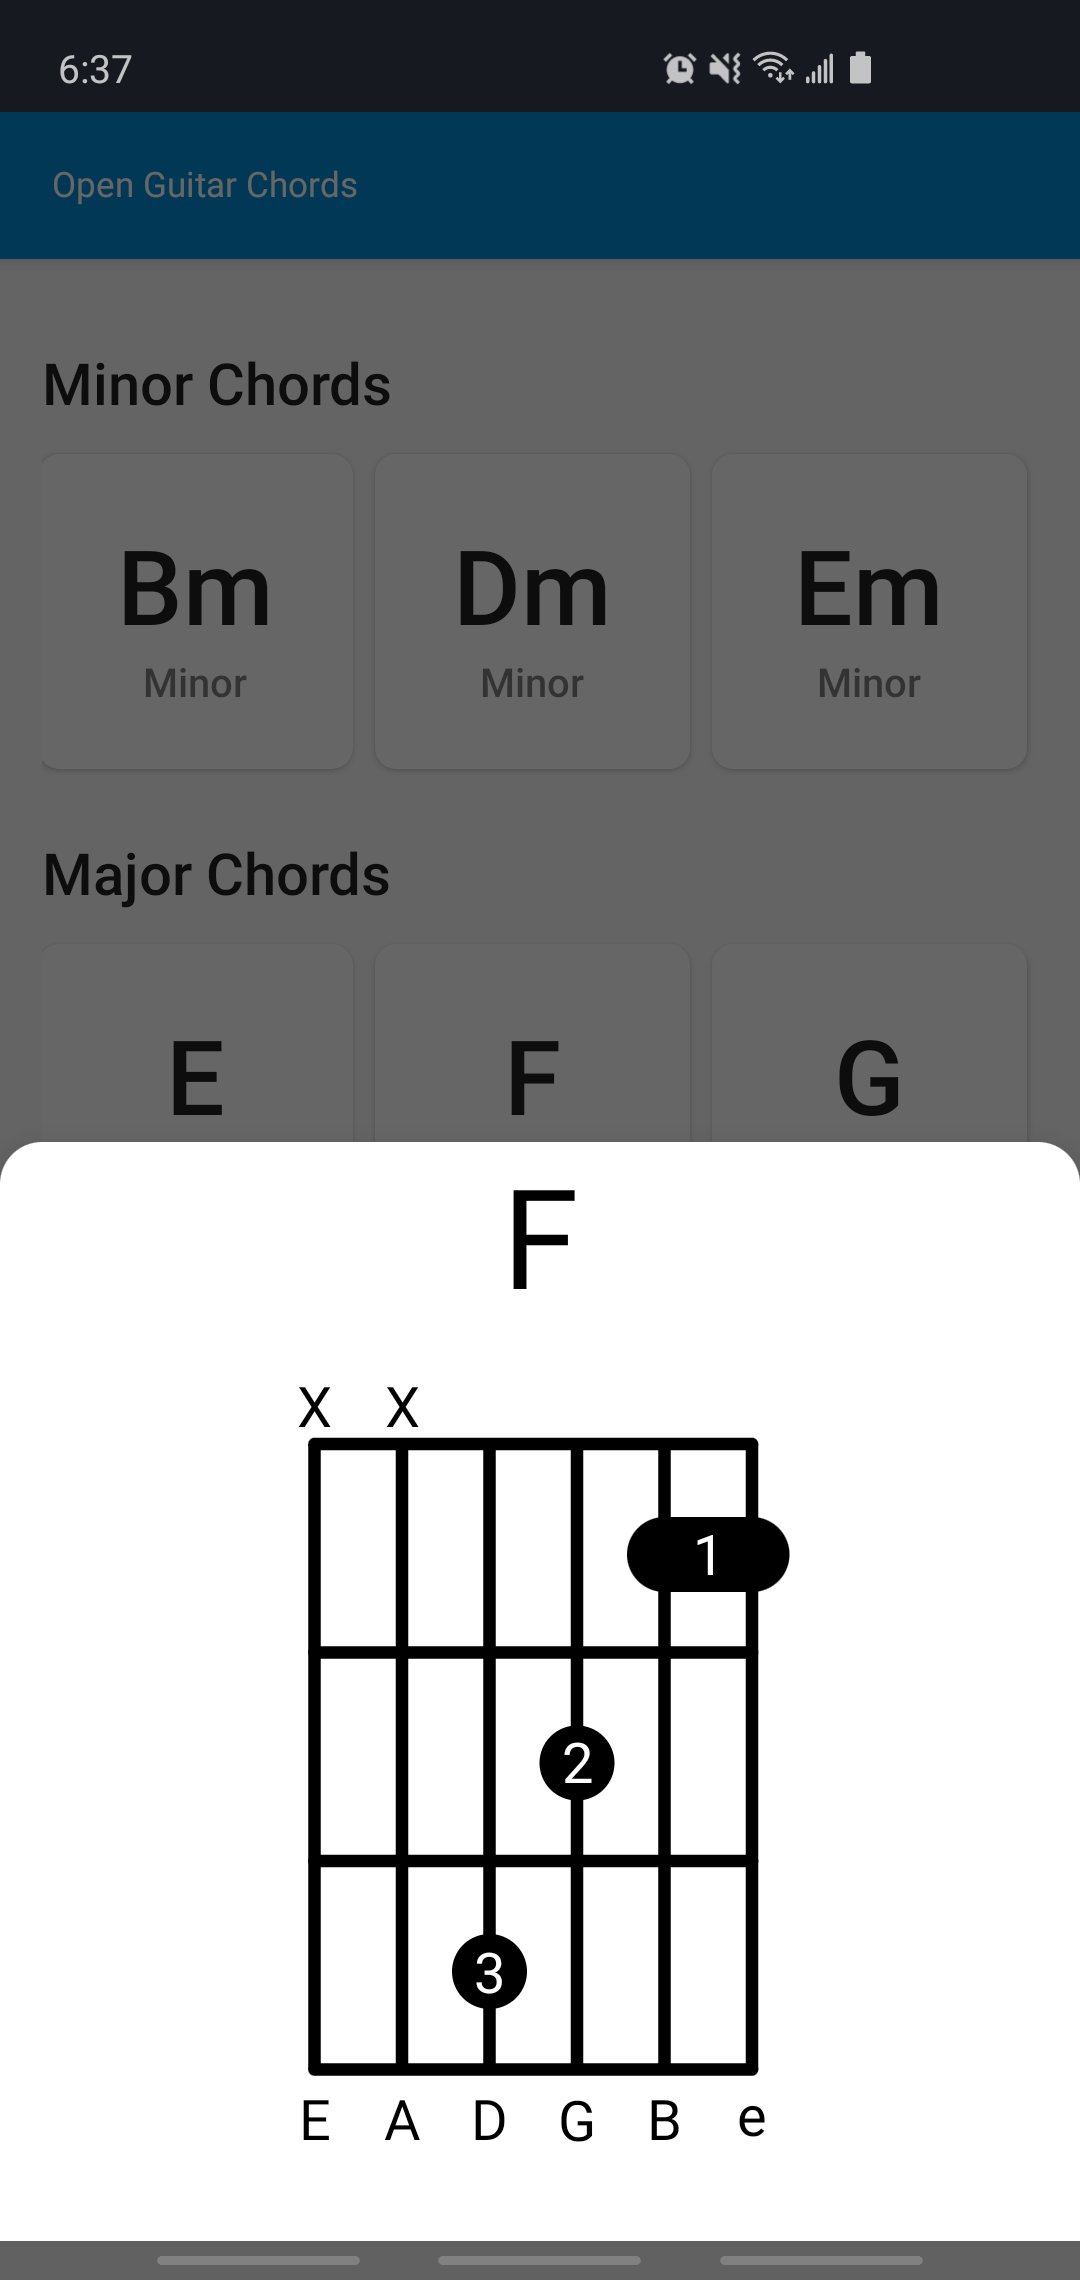 6:37
Open Guitar Chords
Minor Chords
Bm Dm Em
Minor Minor Minor
Major Chords
E F G
F
X X
1
2
3
E A D G B e